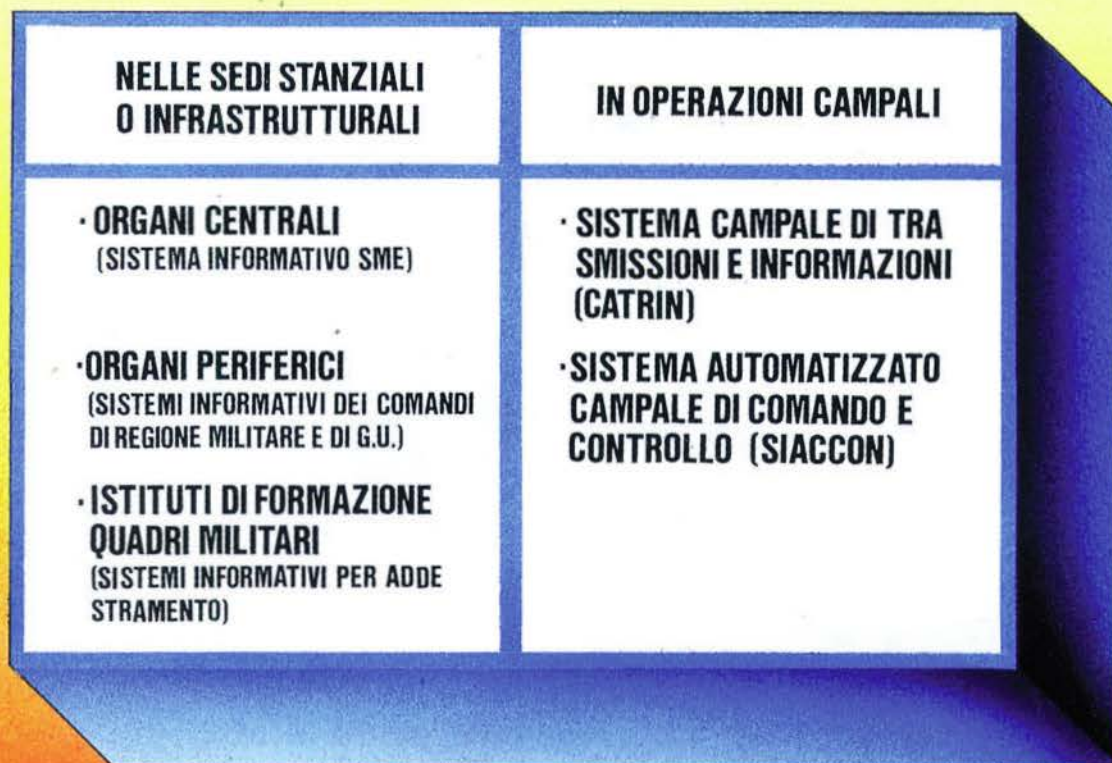 NELLE SEDI STANZIALI
O INFRASTRUTTURALI
IN OPERAZIONI CAMPALI
· ORGANI CENTRALI
(SISTEMA INFORMATIVO SME)
· ORGANI PERIFERICI
(SISTEMI INFORMATIVI DEI COMANDI
DI REGIONE MILITARE E DI G.U.)
· ISTITUTI DI FORMAZIONE
QUADRI MILITARI
(SISTEMI INFORMATIVI PER ADDE
STRAMENTO)
· SISTEMA CAMPALE DI TRA
SMISSIONI E INFORMAZIONI
(CATRIN)
· SISTEMA AUTOMATIZZATO
CAMPALE DI COMANDO E
CONTROLLO (SIACCON)